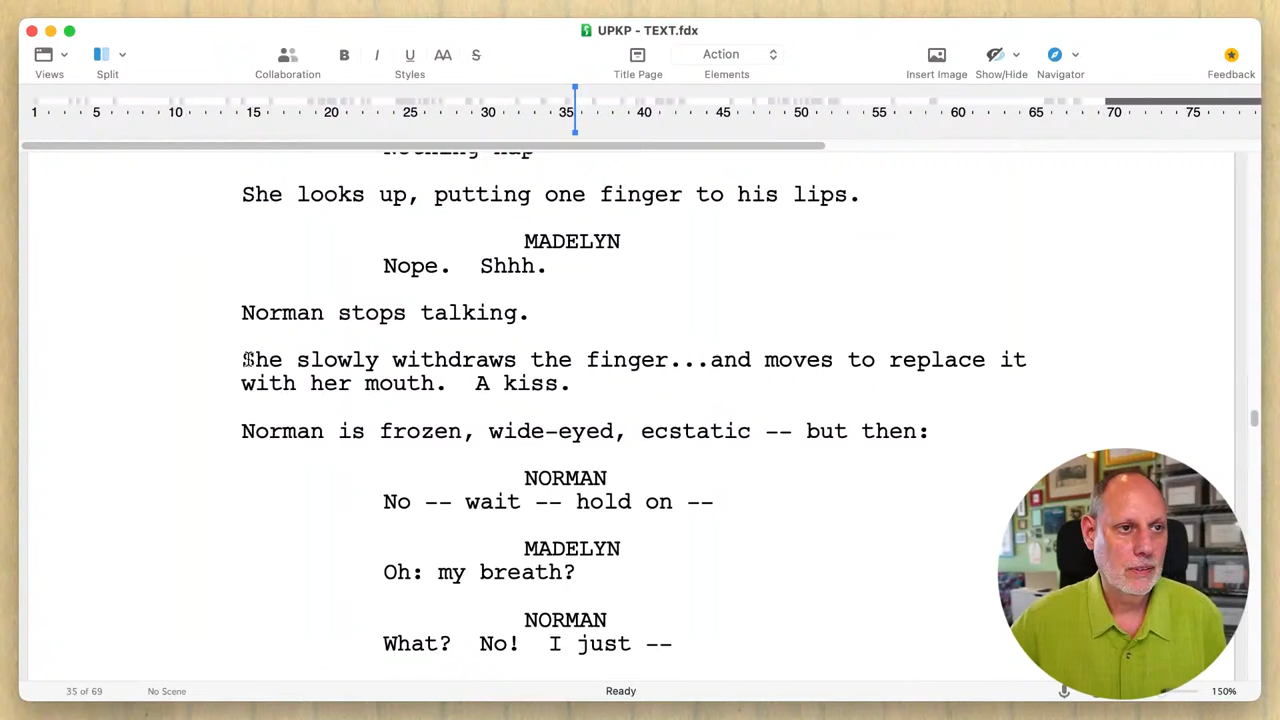 UPKP - TEXT.fdx
Action
Views
Split
Collaboration
Styles
Title Page
Elements
Insert Image
Show/Hide
Navigator
Feedback
1 5 10 15 20 25 30 35 40 45 50 55 60 65 70 75
She looks up, putting one finger to his lips.
MADELYN
Nope. Shhh.
Norman stops talking.
She slowly withdraws the finger...and moves to replace it
with her mouth. A kiss.
Norman is frozen, wide-eyed, ecstatic -- but then:
NORMAN
No -- wait -- hold on --
MADELYN
Oh: my breath?
NORMAN
What? No! I just --
35 of 69
No Scene
Ready
150%